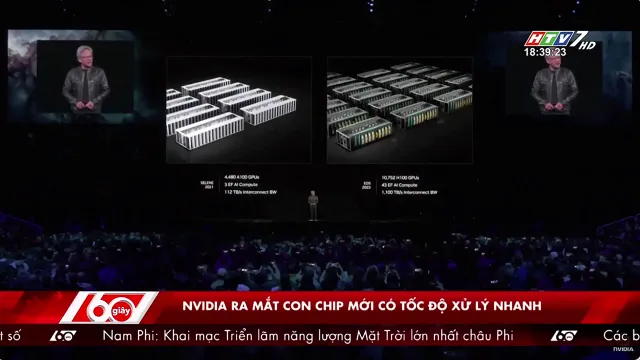 HTV7 HD
18:39:23
SELENE
2021
4,480 A100 GPUs
3 EF AI Compute
112 TB/s Interconnect BW
EOS
2023
10,752 H100 GPUs
43 EF AI Compute
1,100 TB/s Interconnect BW
60 giây
NVIDIA RA MẮT CON CHIP MỚI CÓ TỐC ĐỘ XỬ LÝ NHANH
t số 60 Nam Phi: Khai mạc Triển lãm năng lượng Mặt Trời lớn nhất châu Phi 60 Các b
NVIDIA